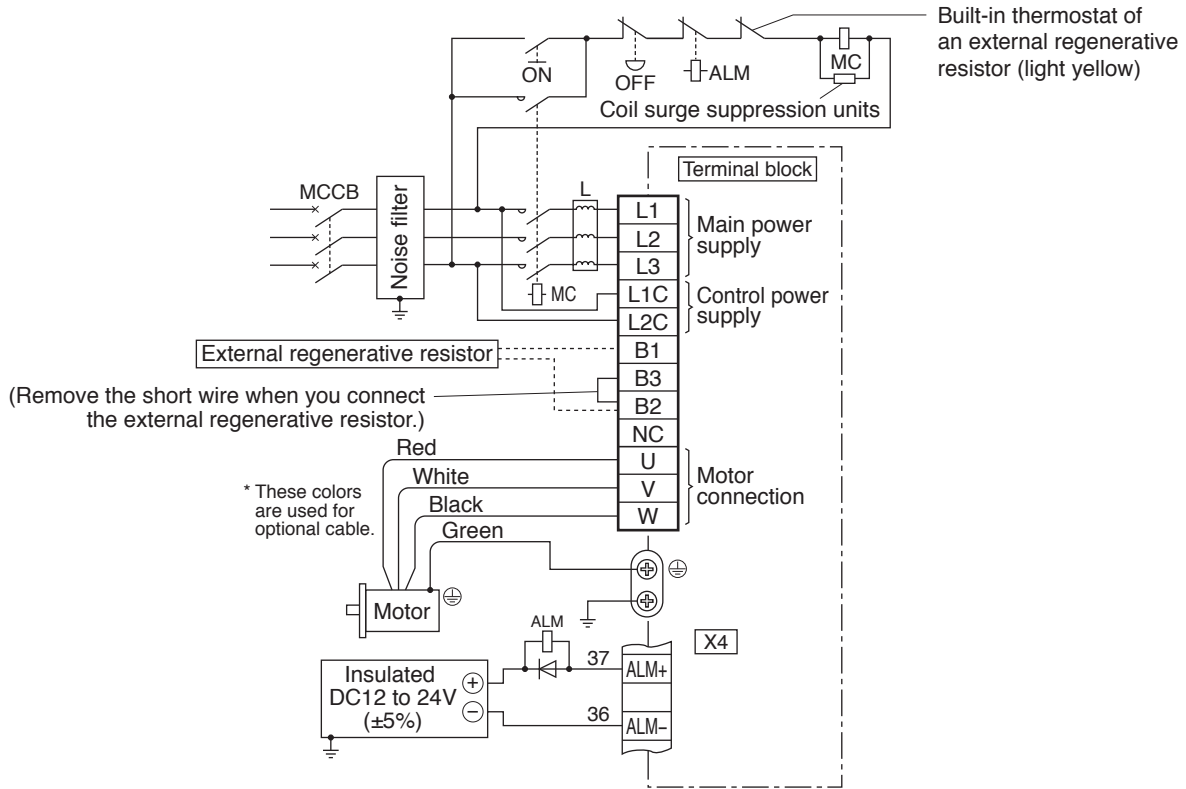 Built-in thermostat of
an external regenerative
resistor (light yellow)
ON
OFF
ALM
MC
Coil surge suppression units
Terminal block
MCCB
Noise filter
L
MC
L1
L2
L3
Main power
supply
L1C
L2C
Control power
supply
External regenerative resistor
B1
B3
B2
NC
(Remove the short wire when you connect
the external regenerative resistor.)
Red
White
Black
Green
* These colors
are used for
optional cable.
U
V
W
Motor
connection
Motor
ALM
X4
Insulated
DC12 to 24V
(±5%)
+
−
37
ALM+
36
ALM−